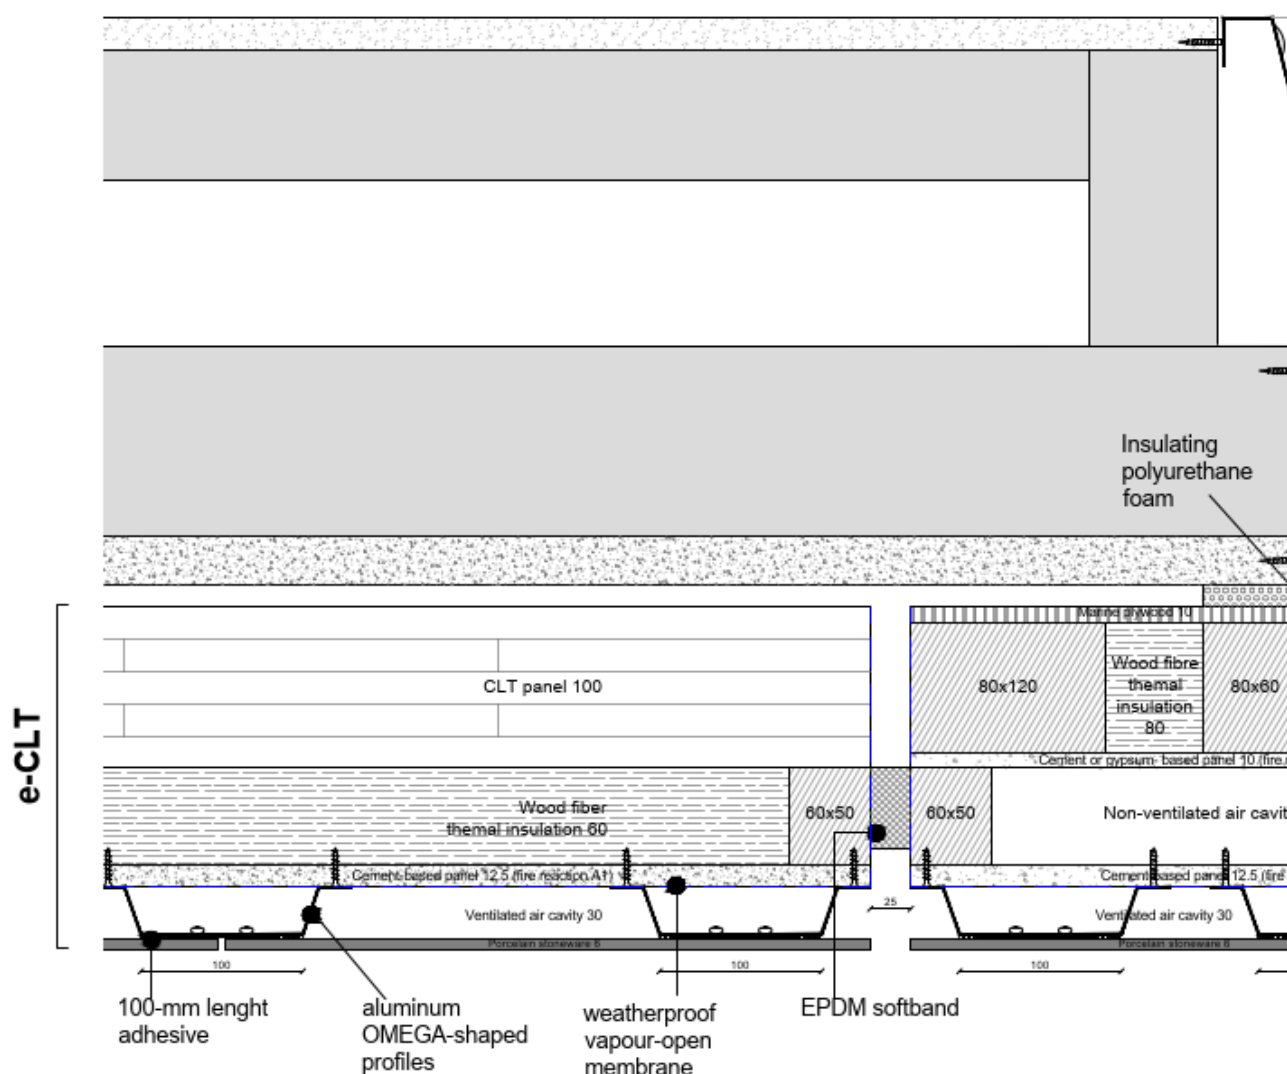 Insulating
polyurethane
foam
Marine plywood 10
e-CLT
CLT panel 100
80x120
Wood fibre
themal
insulation
80
80x60
Cement or gypsum- based panel 10 (fire
Wood fiber
themal insulation 60
60x50
60x50
Non-ventilated air cavit
Cement-based panel 12.5 (fire reaction A1)
Cement-based panel 12.5 (fire
Ventilated air cavity 30
25
Ventilated air cavity 30
Porcelain stoneware 6
Porcelain stoneware 6
100
100
100
100-mm lenght
adhesive
aluminum
OMEGA-shaped
profiles
weatherproof
vapour-open
membrane
EPDM softband